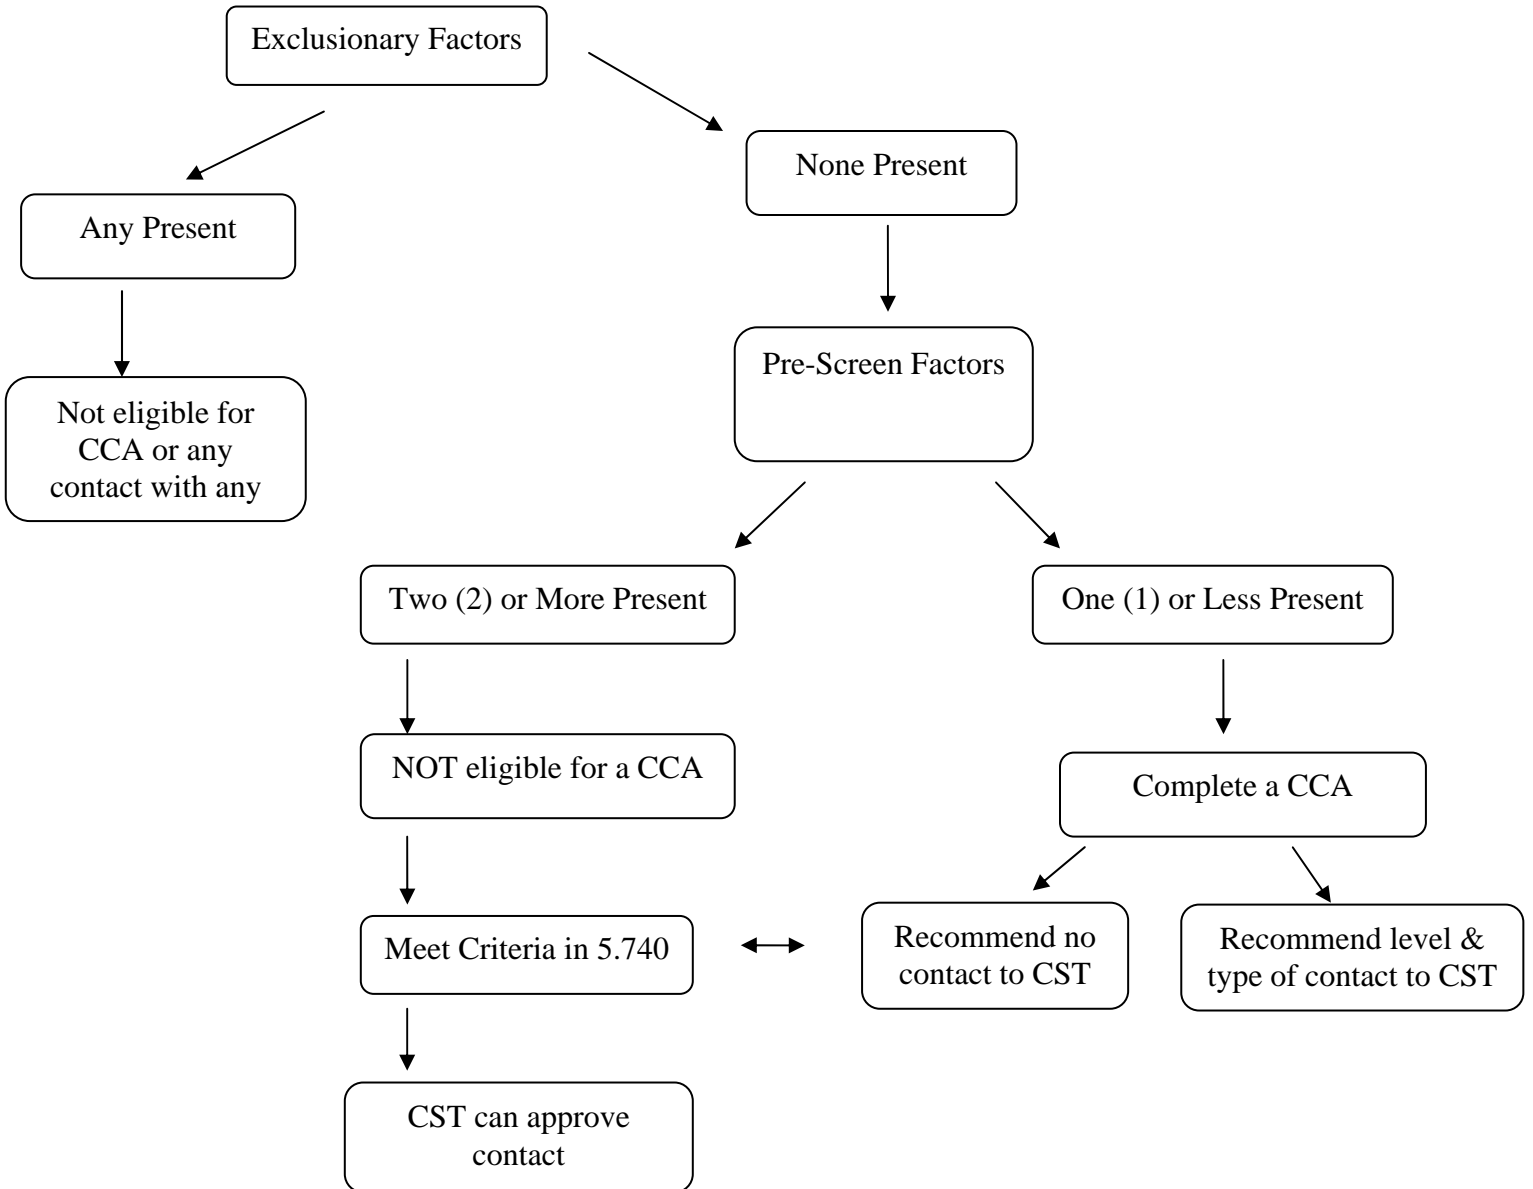 Exclusionary Factors
None Present
Any Present
Pre-Screen Factors
Not eligible for
CCA or any
contact with any
Two (2) or More Present
One (1) or Less Present
NOT eligible for a CCA
Complete a CCA
Meet Criteria in 5.740
Recommend no
contact to CST
Recommend level &
type of contact to CST
CST can approve
contact